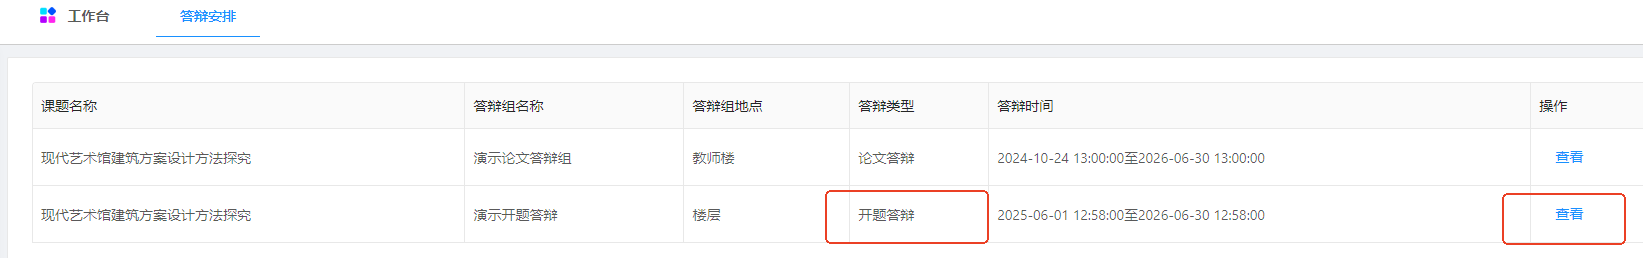 工作台 答辩安排
课题名称 答辩组名称 答辩组地点 答辩类型 答辩时间 操作
现代艺术馆建筑方案设计方法探究 演示论文答辩组 教师楼 论文答辩 2024-10-24 13:00:00至2026-06-30 13:00:00 查看
现代艺术馆建筑方案设计方法探究 演示开题答辩 楼层 开题答辩 2025-06-01 12:58:00至2026-06-30 12:58:00 查看